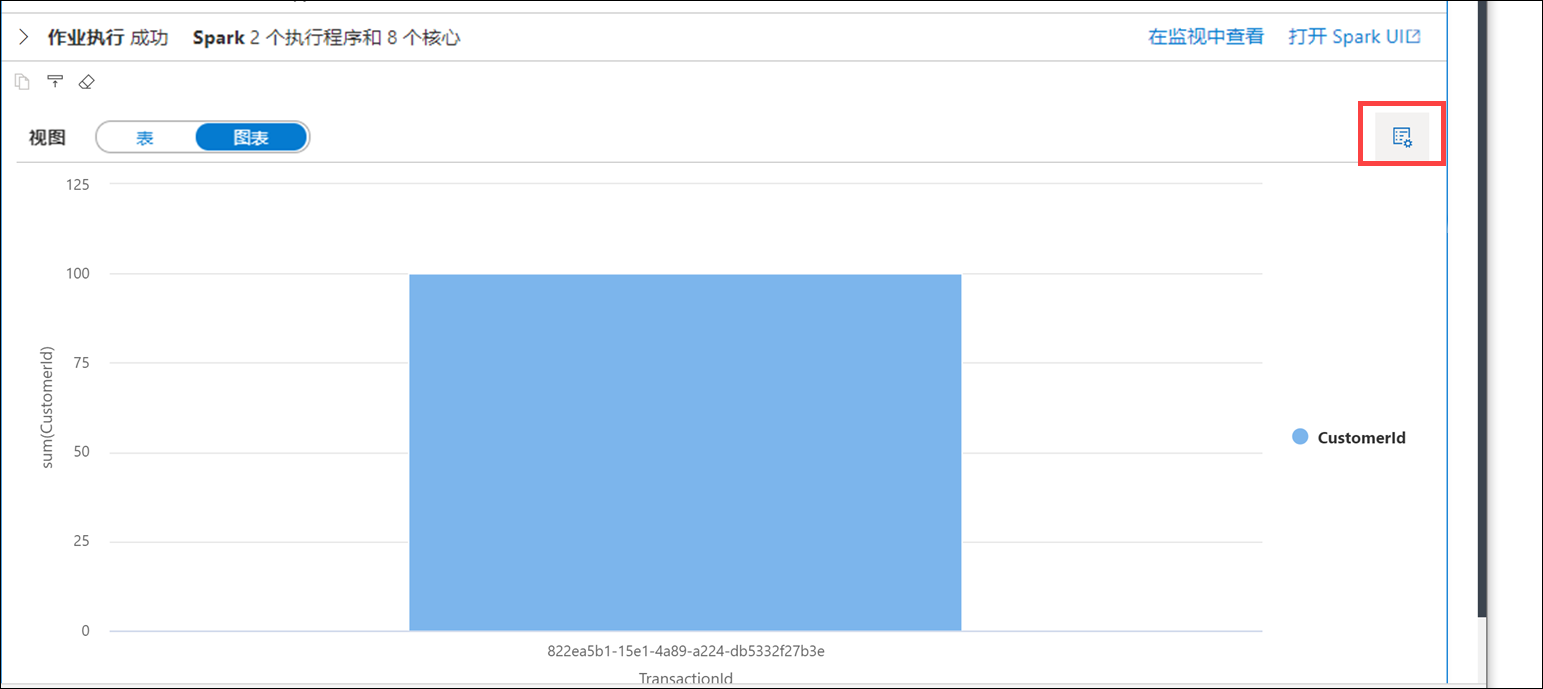 作业执行 成功 Spark 2 个执行程序和 8 个核心 在监视中查看 打开 Spark UI
视图 表 图表
125
100
75
50
25
0
sum(CustomerId)
CustomerId
822ea5b1-15e1-4a89-a224-db5332f27b3e
TransactionId